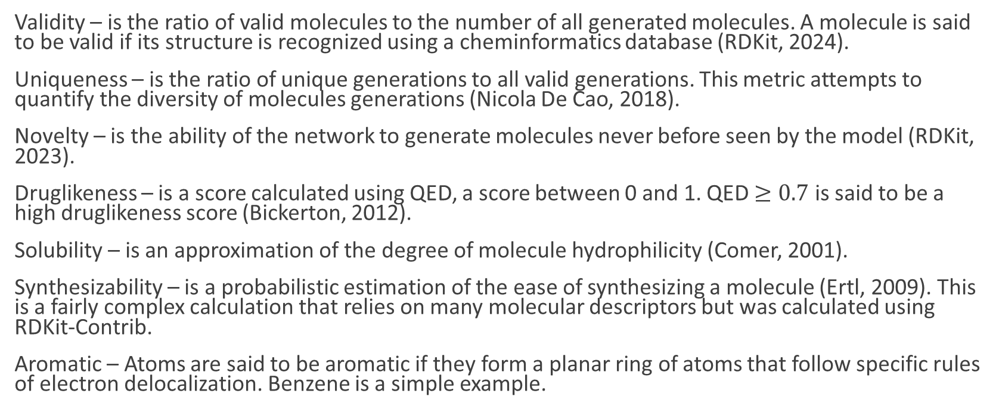 Validity – is the ratio of valid molecules to the number of all generated molecules. A molecule is said
to be valid if its structure is recognized using a cheminformatics database (RDKit, 2024).
Uniqueness – is the ratio of unique generations to all valid generations. This metric attempts to
quantify the diversity of molecules generations (Nicola De Cao, 2018).
Novelty – is the ability of the network to generate molecules never before seen by the model (RDKit,
2023).
Druglikeness – is a score calculated using QED, a score between 0 and 1. QED ≥ 0.7 is said to be a
high druglikeness score (Bickerton, 2012).
Solubility – is an approximation of the degree of molecule hydrophilicity (Comer, 2001).
Synthesizability – is a probabilistic estimation of the ease of synthesizing a molecule (Ertl, 2009). This
is a fairly complex calculation that relies on many molecular descriptors but was calculated using
RDKit-Contrib.
Aromatic – Atoms are said to be aromatic if they form a planar ring of atoms that follow specific rules
of electron delocalization. Benzene is a simple example.